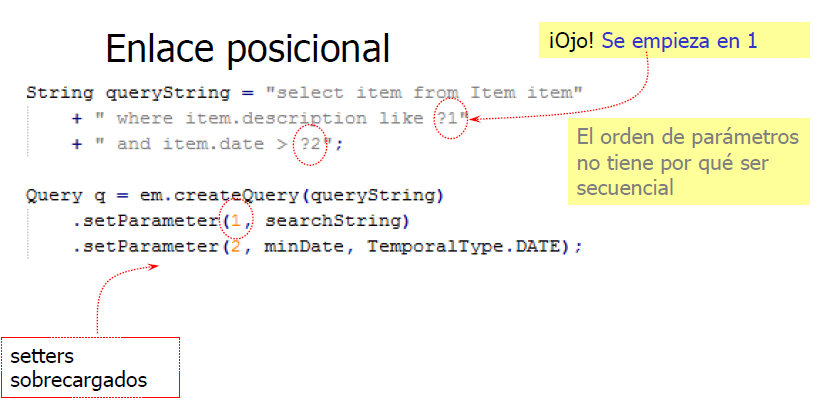 Enlace posicional
¡Ojo! Se empieza en 1
String queryString = "select item from Item item"
+ " where item.description like ?1"
+ " and item.date > ?2";
El orden de parámetros
no tiene por qué ser
secuencial
Query q = em.createQuery(queryString)
.setParameter(1, searchString)
.setParameter(2, minDate, TemporalType.DATE);
setters
sobrecargados